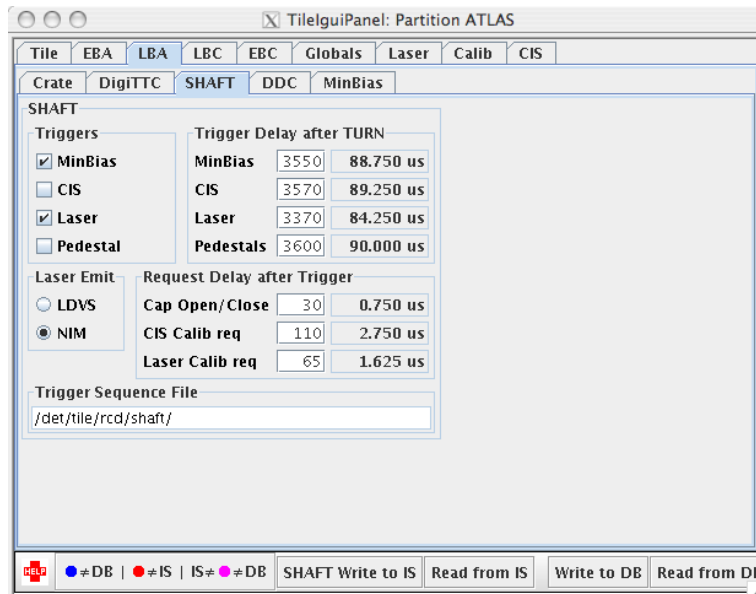 TileIguiPanel: Partition ATLAS
Tile EBA LBA LBC EBC Globals Laser Calib CIS
Crate DigiTTC SHAFT DDC MinBias
SHAFT
Triggers
MinBias
CIS
Laser
Pedestal
Trigger Delay after TURN
MinBias 3550 88.750 us
CIS 3570 89.250 us
Laser 3370 84.250 us
Pedestals 3600 90.000 us
Laser Emit
LDVS
NIM
Request Delay after Trigger
Cap Open/Close 30 0.750 us
CIS Calib req 110 2.750 us
Laser Calib req 65 1.625 us
Trigger Sequence File
/det/tile/rcd/shaft/
HELP ≠DB | ≠IS | IS≠ ≠DB SHAFT Write to IS Read from IS Write to DB Read from